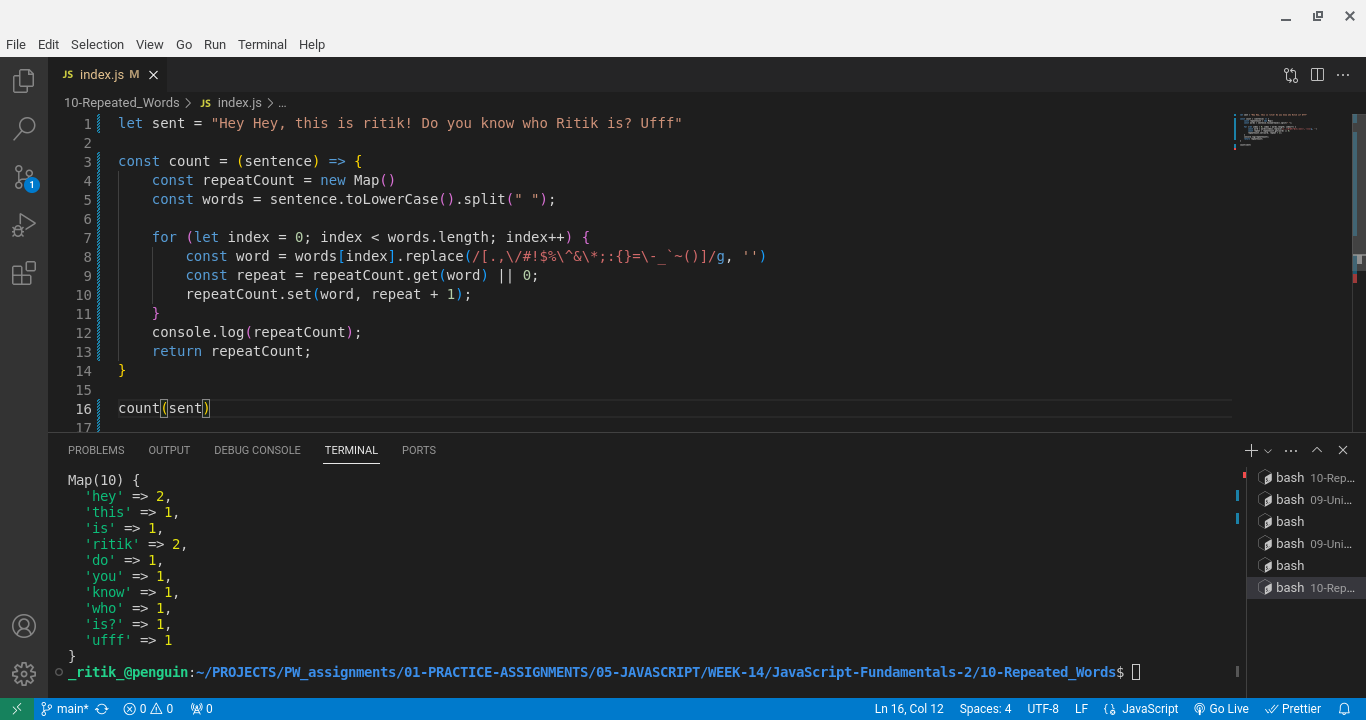 File Edit Selection View Go Run Terminal Help
JS index.js M
10-Repeated_Words > JS index.js > ...
1 let sent = "Hey Hey, this is ritik! Do you know who Ritik is? Ufff"
2
3 const count = (sentence) => {
4 const repeatCount = new Map()
5 const words = sentence.toLowerCase().split(" ");
6
7 for (let index = 0; index < words.length; index++) {
8 const word = words[index].replace(/[.,\/#!$%\^&\*;:{}=\-_`~()]/g, '')
9 const repeat = repeatCount.get(word) || 0;
10 repeatCount.set(word, repeat + 1);
11 }
12 console.log(repeatCount);
13 return repeatCount;
14 }
15
16 count(sent)
17
PROBLEMS OUTPUT DEBUG CONSOLE TERMINAL PORTS
Map(10) {
'hey' => 2,
'this' => 1,
'is' => 1,
'ritik' => 2,
'do' => 1,
'you' => 1,
'know' => 1,
'who' => 1,
'is?' => 1,
'ufff' => 1
}
_ritik_@penguin:~/PROJECTS/PW_assignments/01-PRACTICE-ASSIGNMENTS/05-JAVASCRIPT/WEEK-14/JavaScript-Fundamentals-2/10-Repeated_Words$
bash 10-Rep...
bash 09-Uni...
bash
bash 09-Uni...
bash
bash 10-Rep...
1
main* 0 0 0 Ln 16, Col 12 Spaces: 4 UTF-8 LF JavaScript Go Live Prettier